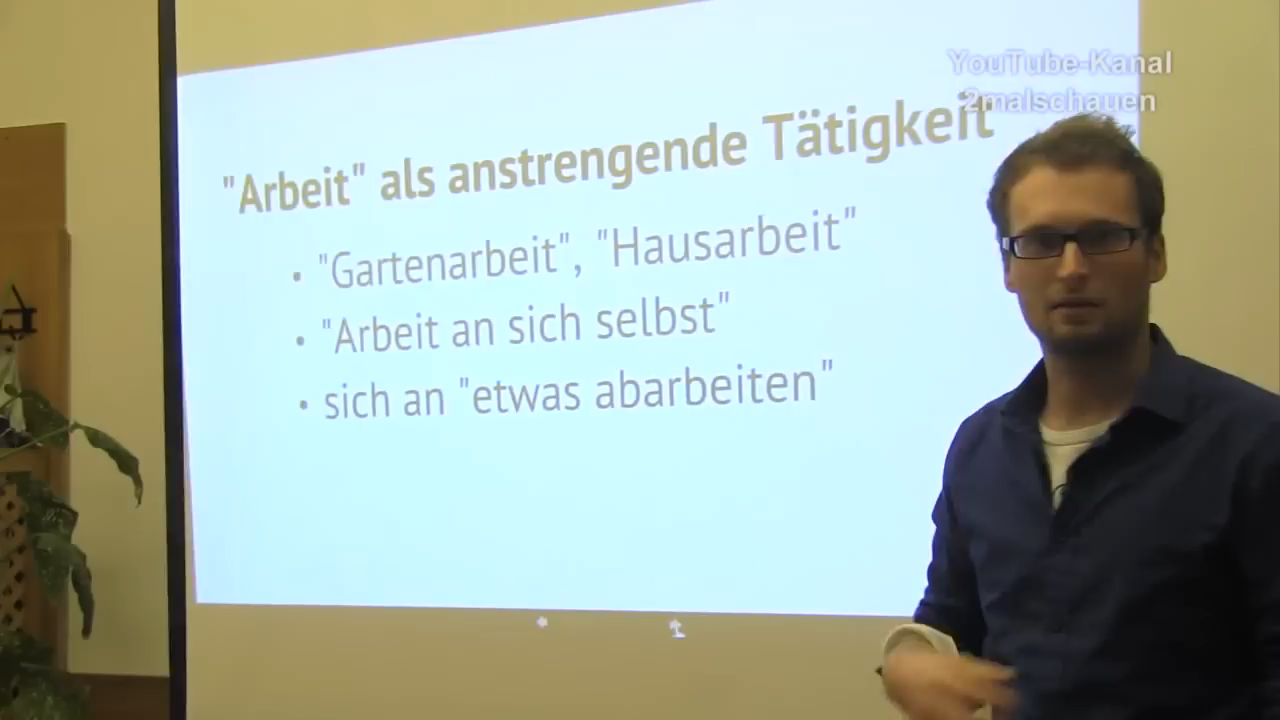 YouTube-Kanal
2malschauen
"Arbeit" als anstrengende Tätigkeit
• "Gartenarbeit", "Hausarbeit"
• "Arbeit an sich selbst"
• sich an "etwas abarbeiten"